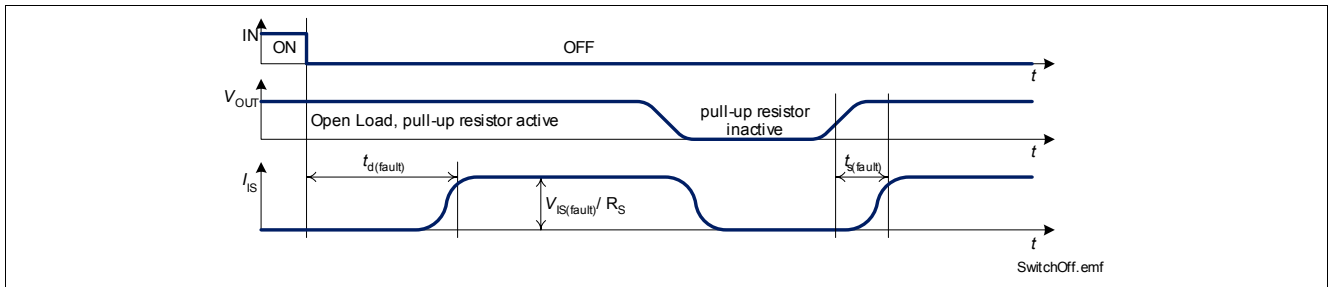 IN
ON
OFF
t
VOUT
Open Load, pull-up resistor active
pull-up resistor
inactive
t
IIS
td(fault)
VIS(fault)/ RS
ts(fault)
t
SwitchOff.emf